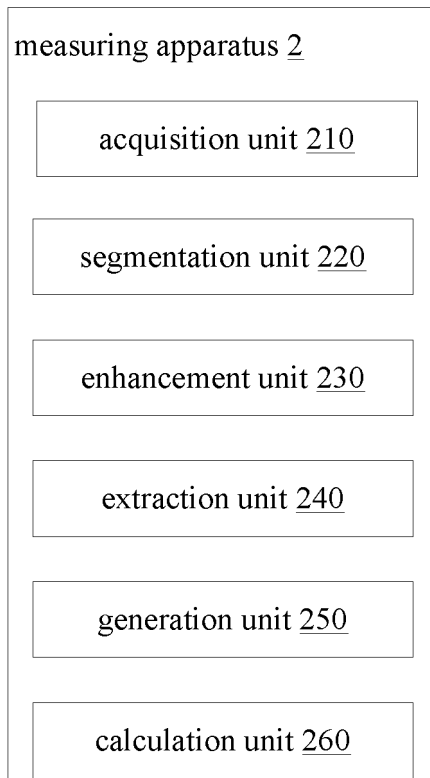 measuring apparatus 2
acquisition unit 210
segmentation unit 220
enhancement unit 230
extraction unit 240
generation unit 250
calculation unit 260